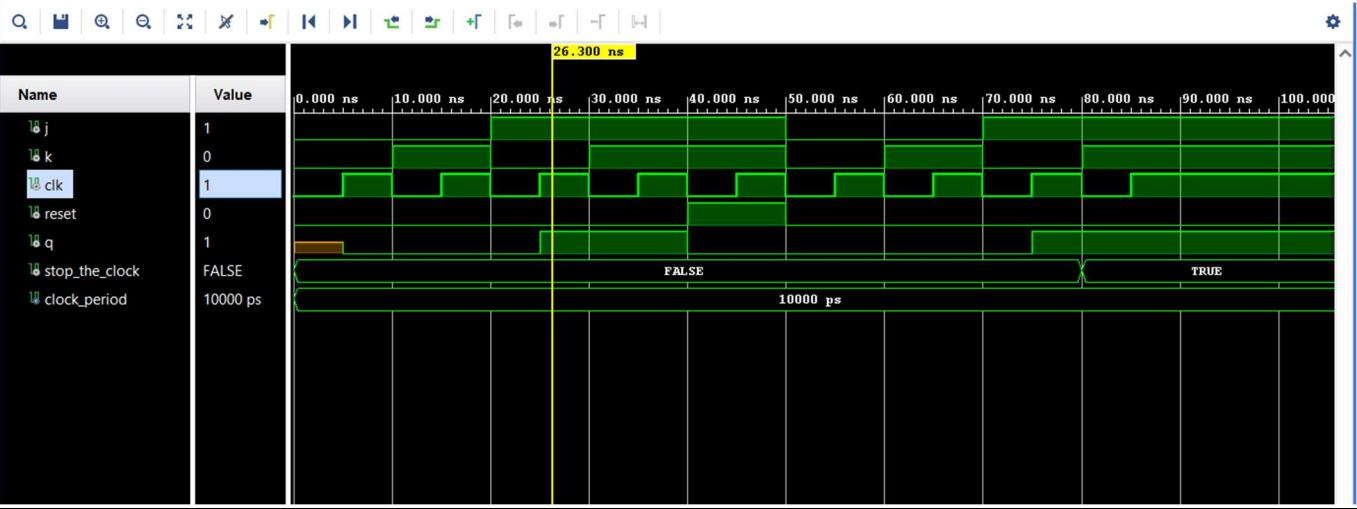 26.300 ns
Name Value
0.000 ns 10.000 ns 20.000 ns 30.000 ns 40.000 ns 50.000 ns 60.000 ns 70.000 ns 80.000 ns 90.000 ns 100.000
j 1
k 0
clk 1
reset 0
q 1
stop_the_clock FALSE FALSE TRUE
clock_period 10000 ps 10000 ps